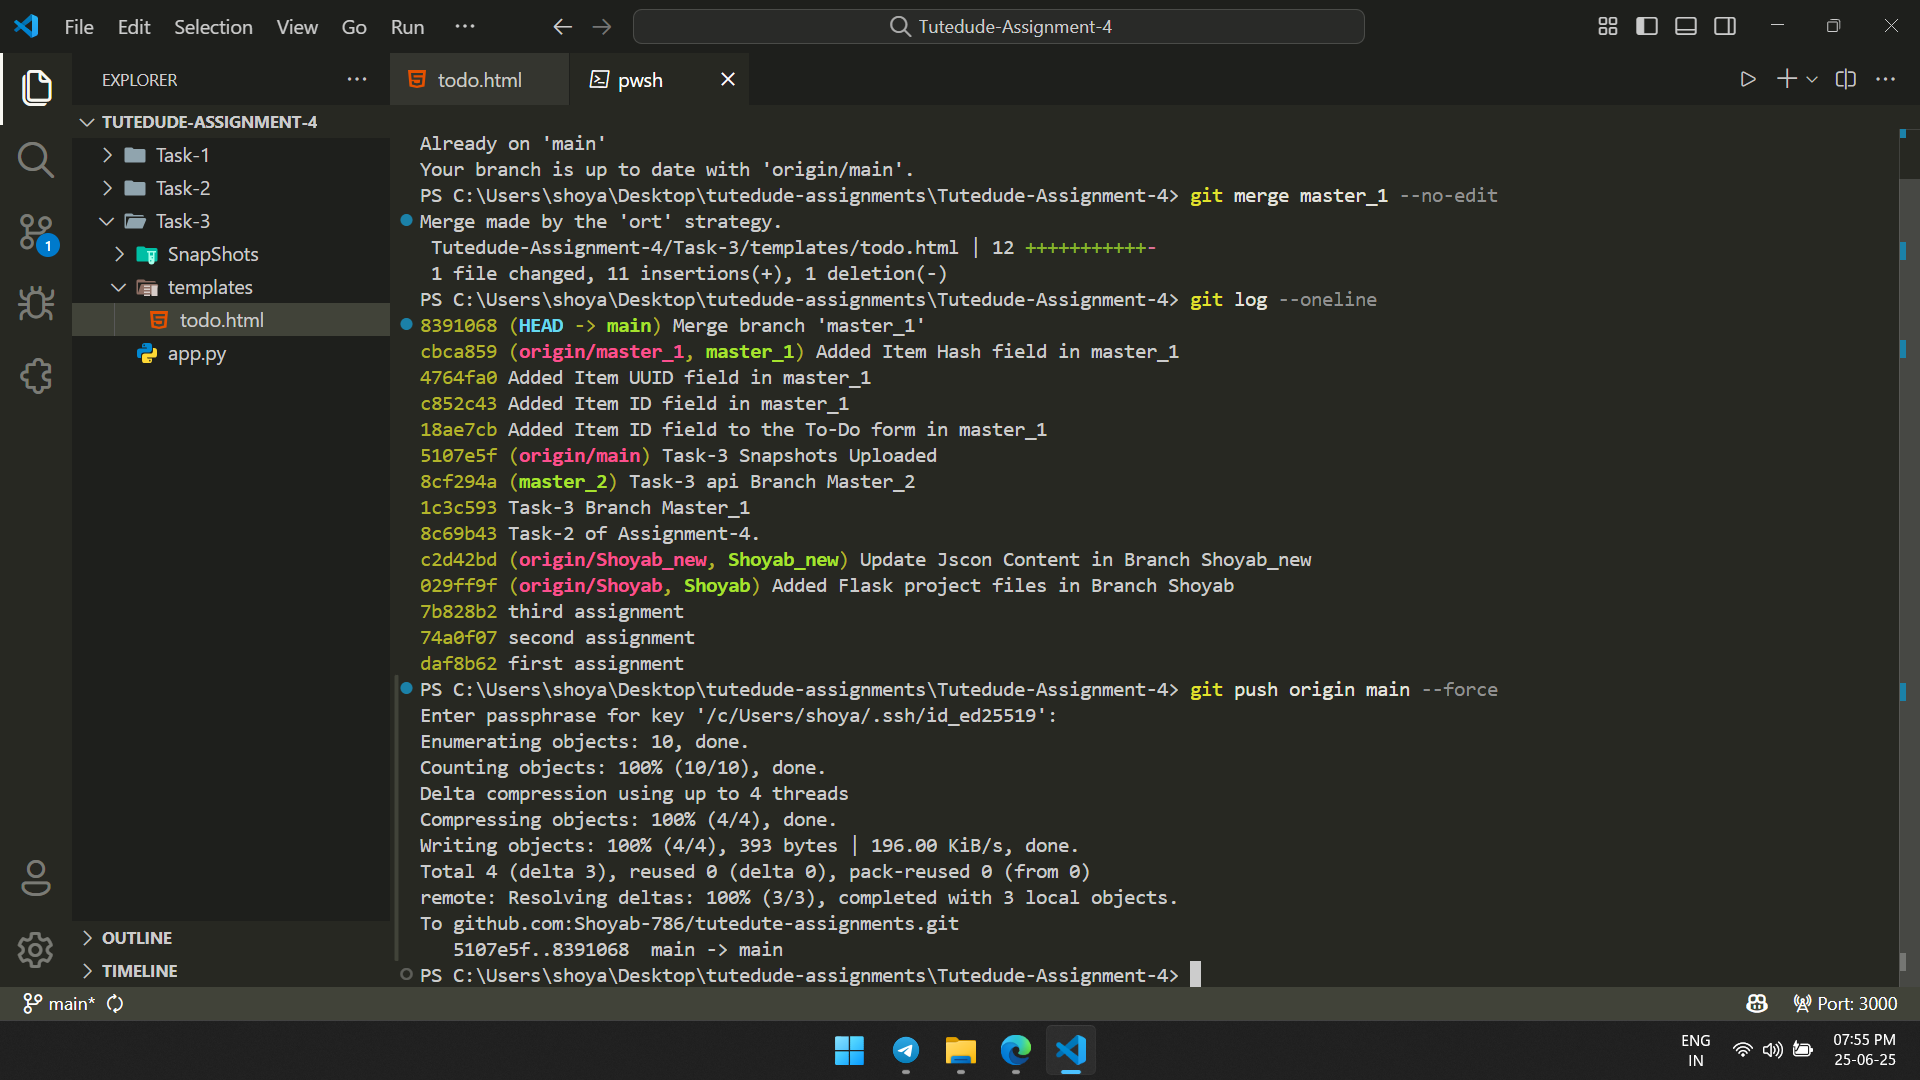 File Edit Selection View Go Run ··· Tutedude-Assignment-4
EXPLORER ···
todo.html
pwsh
TUTEDUDE-ASSIGNMENT-4
Task-1
Task-2
Task-3
SnapShots
templates
todo.html
app.py
OUTLINE
TIMELINE
1
Already on 'main'
Your branch is up to date with 'origin/main'.
PS C:\Users\shoya\Desktop\tutedude-assignments\Tutedude-Assignment-4> git merge master_1 --no-edit
Merge made by the 'ort' strategy.
Tutedude-Assignment-4/Task-3/templates/todo.html | 12 +++++++++++-
1 file changed, 11 insertions(+), 1 deletion(-)
PS C:\Users\shoya\Desktop\tutedude-assignments\Tutedude-Assignment-4> git log --oneline
8391068 (HEAD -> main) Merge branch 'master_1'
cbca859 (origin/master_1, master_1) Added Item Hash field in master_1
4764fa0 Added Item UUID field in master_1
c852c43 Added Item ID field in master_1
18ae7cb Added Item ID field to the To-Do form in master_1
5107e5f (origin/main) Task-3 Snapshots Uploaded
8cf294a (master_2) Task-3 api Branch Master_2
1c3c593 Task-3 Branch Master_1
8c69b43 Task-2 of Assignment-4.
c2d42bd (origin/Shoyab_new, Shoyab_new) Update Jscon Content in Branch Shoyab_new
029ff9f (origin/Shoyab, Shoyab) Added Flask project files in Branch Shoyab
7b828b2 third assignment
74a0f07 second assignment
daf8b62 first assignment
PS C:\Users\shoya\Desktop\tutedude-assignments\Tutedude-Assignment-4> git push origin main --force
Enter passphrase for key '/c/Users/shoya/.ssh/id_ed25519':
Enumerating objects: 10, done.
Counting objects: 100% (10/10), done.
Delta compression using up to 4 threads
Compressing objects: 100% (4/4), done.
Writing objects: 100% (4/4), 393 bytes | 196.00 KiB/s, done.
Total 4 (delta 3), reused 0 (delta 0), pack-reused 0 (from 0)
remote: Resolving deltas: 100% (3/3), completed with 3 local objects.
To github.com:Shoyab-786/tutedute-assignments.git
5107e5f..8391068 main -> main
PS C:\Users\shoya\Desktop\tutedude-assignments\Tutedude-Assignment-4>
main* Port: 3000
ENG
IN
07:55 PM
25-06-25